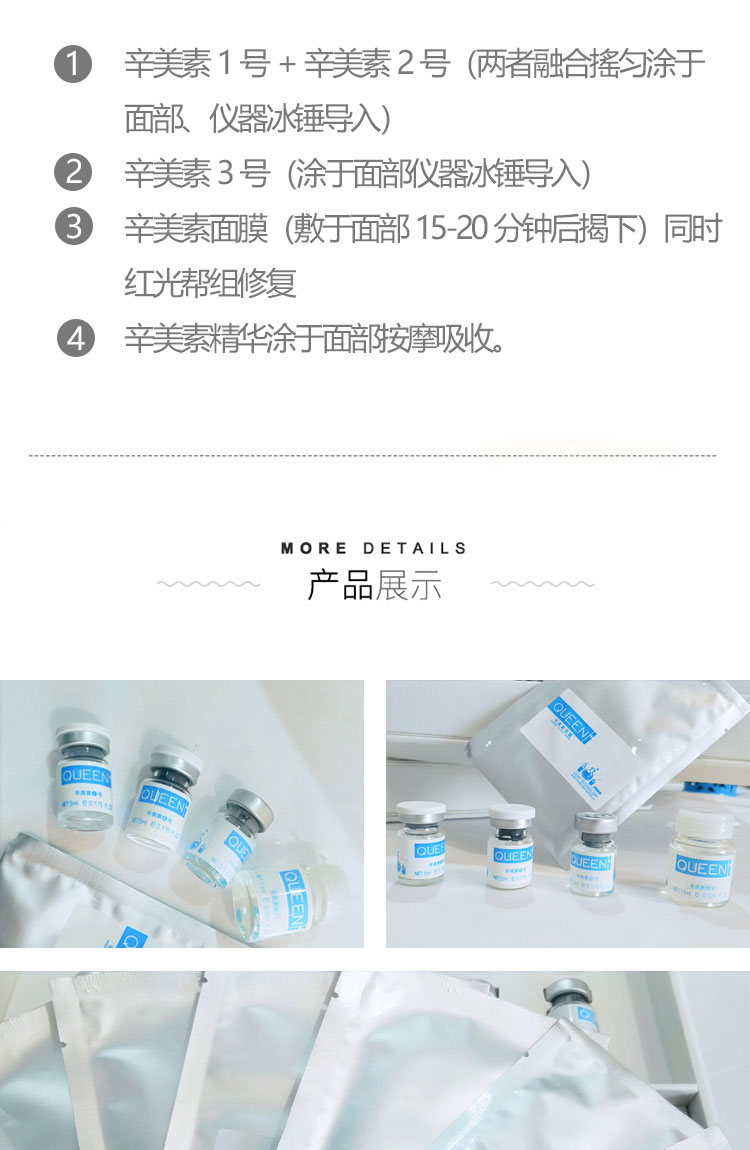 1 辛美素 1 号 + 辛美素 2 号（两者融合摇匀涂于
面部、仪器冰锤导入）
2 辛美素 3 号（涂于面部仪器冰锤导入）
3 辛美素面膜（敷于面部 15-20 分钟后揭下）同时
红光帮组修复
4 辛美素精华涂于面部按摩吸收。
MORE DETAILS
产品展示
QUEEN
QUEEN
QUEEN
QUEEN
QUEEN
QUEEN
QUEEN
QUEEN